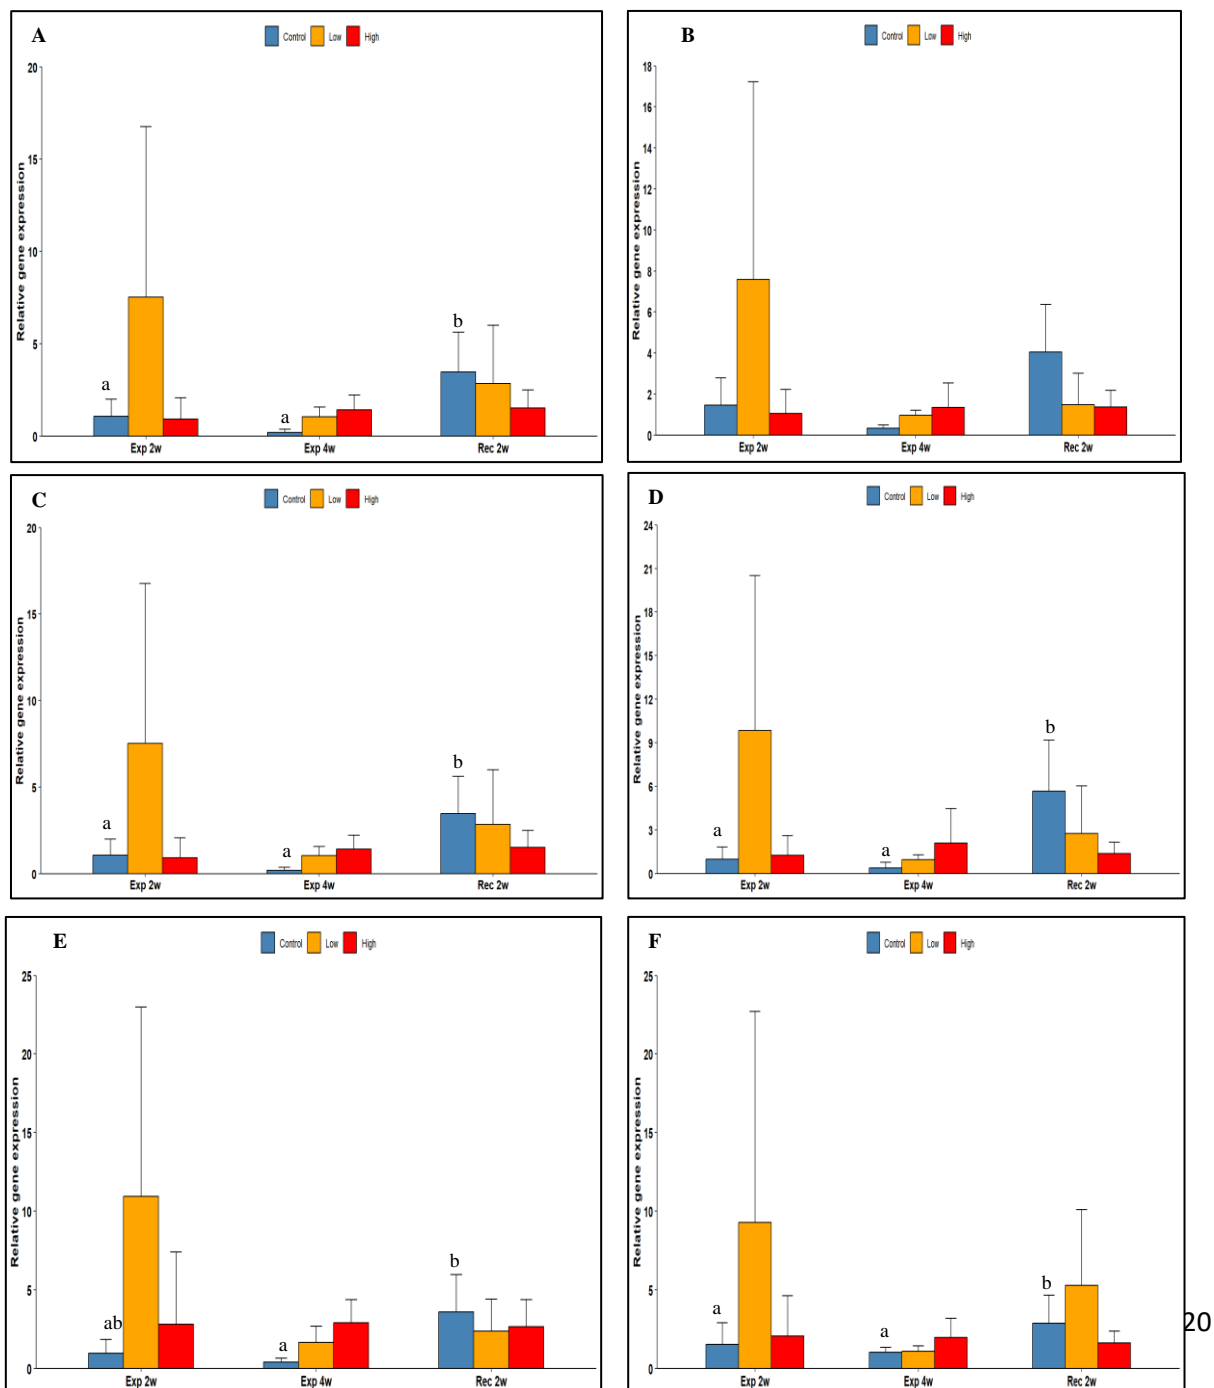 A
Control Low High
Relative gene expression
20
15
10
5
0
a
a
b
Exp 2w Exp 4w Rec 2w
B
Control Low High
Relative gene expression
18
16
14
12
10
8
6
4
2
0
Exp 2w Exp 4w Rec 2w
C
Control Low High
Relative gene expression
20
15
10
5
0
a
a
b
Exp 2w Exp 4w Rec 2w
D
Control Low High
Relative gene expression
24
21
18
15
12
9
6
3
0
a
a
b
Exp 2w Exp 4w Rec 2w
E
Control Low High
Relative gene expression
25
20
15
10
5
0
ab
a
b
Exp 2w Exp 4w Rec 2w
F
Control Low High
Relative gene expression
25
20
15
10
5
0
a
a
b
Exp 2w Exp 4w Rec 2w
20